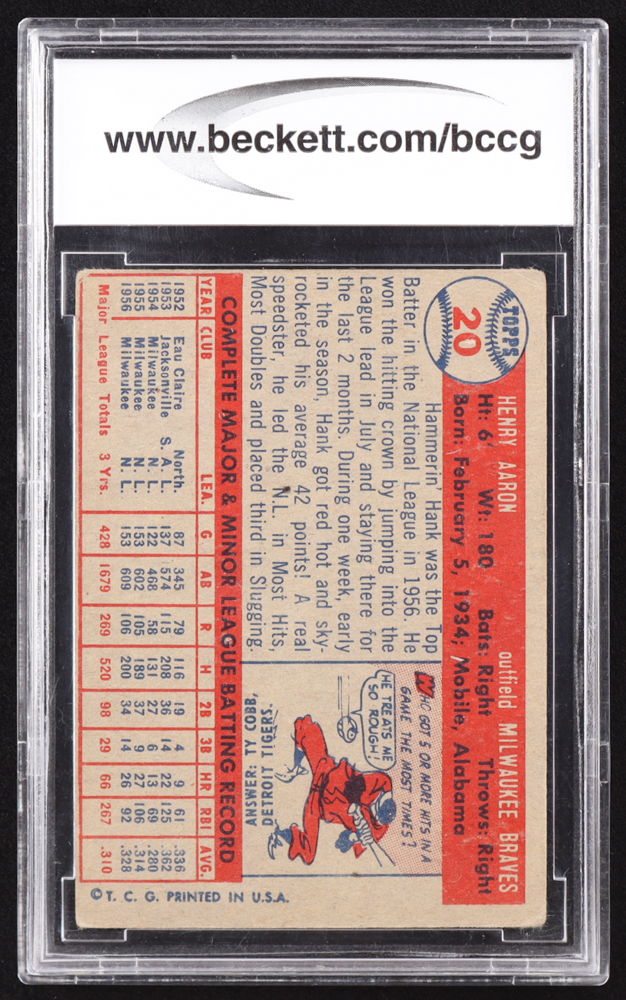 www.beckett.com/bccg
TOPPS
20
HENRY AARON outfield MILWAUKEE BRAVES
Ht: 6' Wt: 180 Bats: Right Throws: Right
Born: February 5, 1934; Mobile, Alabama
Hammerin' Hank was the Top
Batter in the National League in 1956. He
won the hitting crown by jumping into the
League lead in July and staying there for
the last 2 months. During one week, early
in the season, Hank got red hot and sky-
rocketed his average 42 points! A real
speedster, he led the N.L. in Most Hits,
Most Doubles and placed third in Slugging.
WHO GOT 5 OR MORE HITS IN A
GAME THE MOST TIMES?
HE TREATS ME
SO ROUGH!
ANSWER: TY COBB,
DETROIT TIGERS.
COMPLETE MAJOR & MINOR LEAGUE BATTING RECORD
YEAR CLUB LEA. G AB R H 2B 3B HR RBI AVG.
1952 Eau Claire North. 87 345 79 116 19 4 9 61 .336
1953 Jacksonville S. A. L. 137 574 115 208 36 14 22 125 .362
1954 Milwaukee N. L. 122 468 58 131 27 6 13 69 .280
1955 Milwaukee N. L. 153 602 105 189 37 9 27 106 .314
1956 Milwaukee N. L. 153 609 106 200 34 14 26 92 .328
Major League Totals 3 Yrs. 428 1679 269 520 98 29 66 267 .310
© T. C. G. PRINTED IN U.S.A.